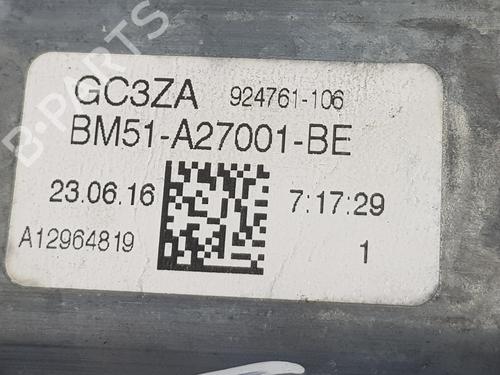 B-PARTS
GC3ZA 924761-106
BM51-A27001-BE
23.06.16 7:17:29
A12964819 1